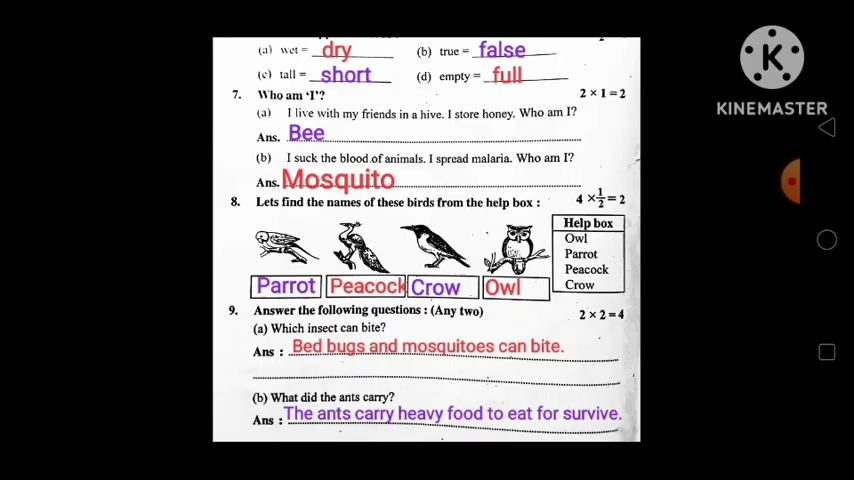 (a) wet = dry (b) true = false
(c) tall = short (d) empty = full
7. Who am 'I'? 2 × 1 = 2
(a) I live with my friends in a hive. I store honey. Who am I?
Ans. Bee
(b) I suck the blood of animals. I spread malaria. Who am I?
Ans. Mosquito
8. Lets find the names of these birds from the help box : 4 × 1/2 = 2
Help box
Owl
Parrot
Peacock
Crow
Parrot Peacock Crow Owl
9. Answer the following questions : (Any two) 2 × 2 = 4
(a) Which insect can bite?
Ans : Bed bugs and mosquitoes can bite.
(b) What did the ants carry?
Ans : The ants carry heavy food to eat for survive.
K
KINEMASTER